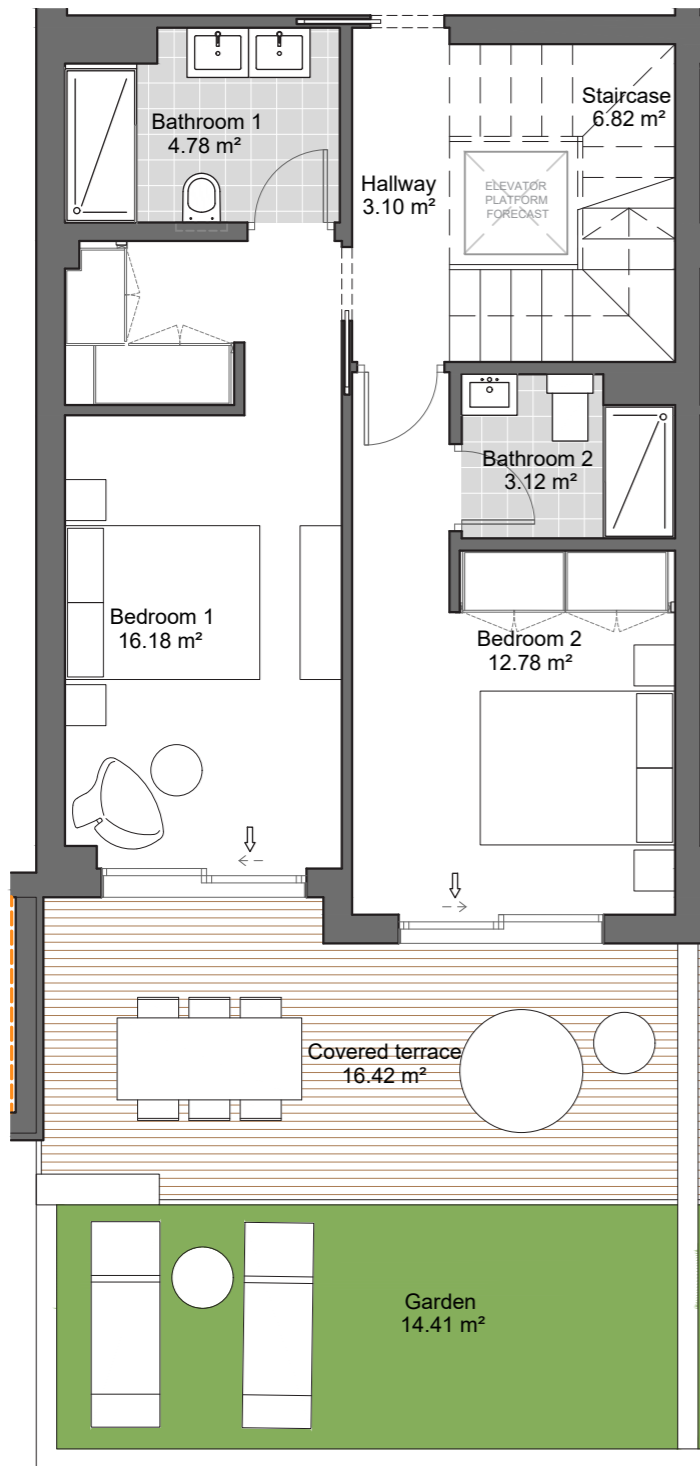 Staircase
6.82 m²
Bathroom 1
4.78 m²
Hallway
3.10 m²
ELEVATOR
PLATFORM
FORECAST
Bathroom 2
3.12 m²
Bedroom 1
16.18 m²
Bedroom 2
12.78 m²
Covered terrace
16.42 m²
Garden
14.41 m²